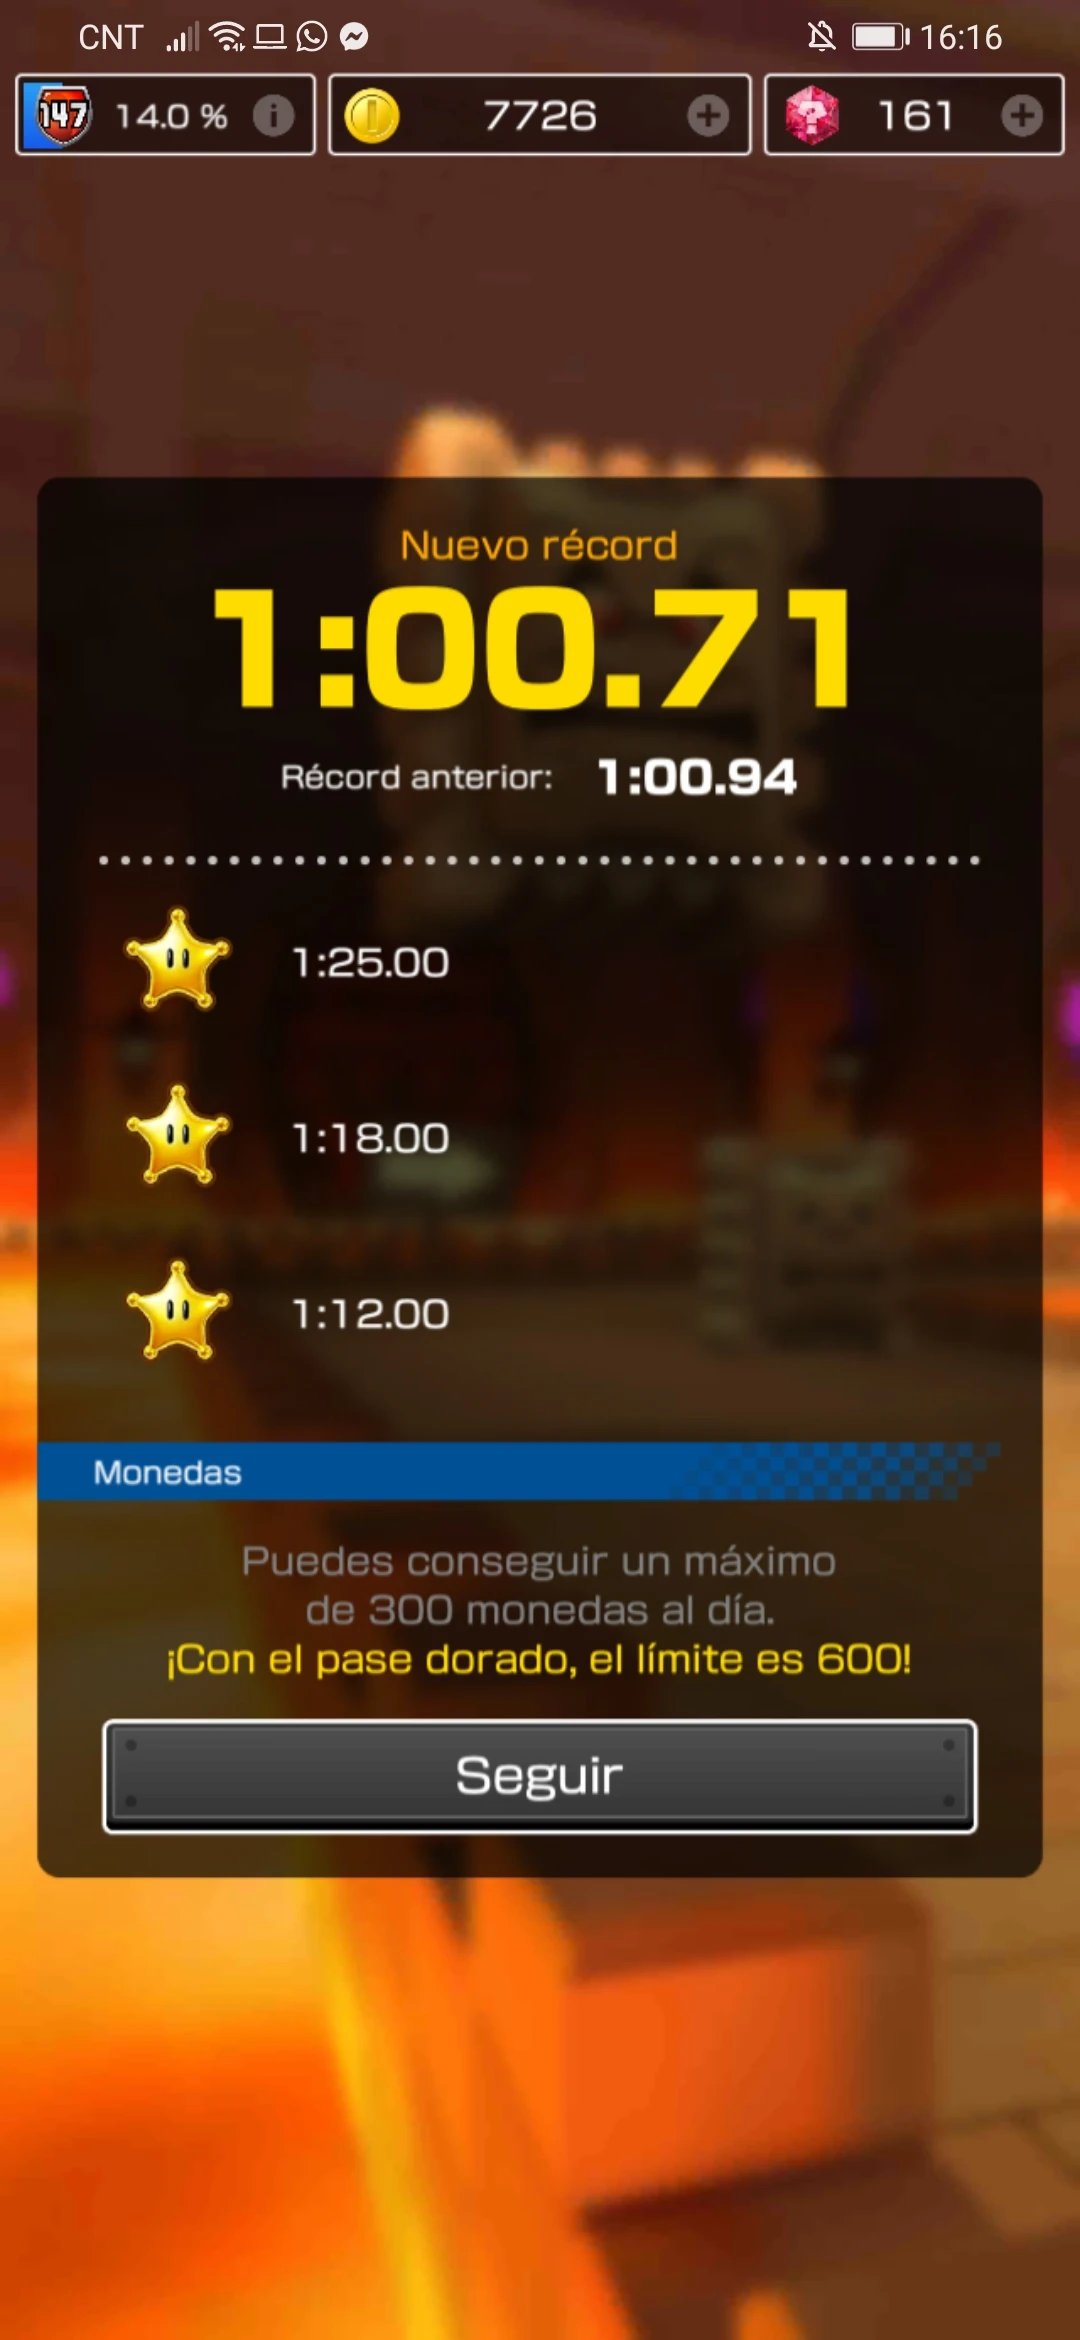 CNT 16:16
147 14.0 % 7726 161
Nuevo récord
1:00.71
Récord anterior: 1:00.94
1:25.00
1:18.00
1:12.00
Monedas
Puedes conseguir un máximo
de 300 monedas al día.
¡Con el pase dorado, el límite es 600!
Seguir